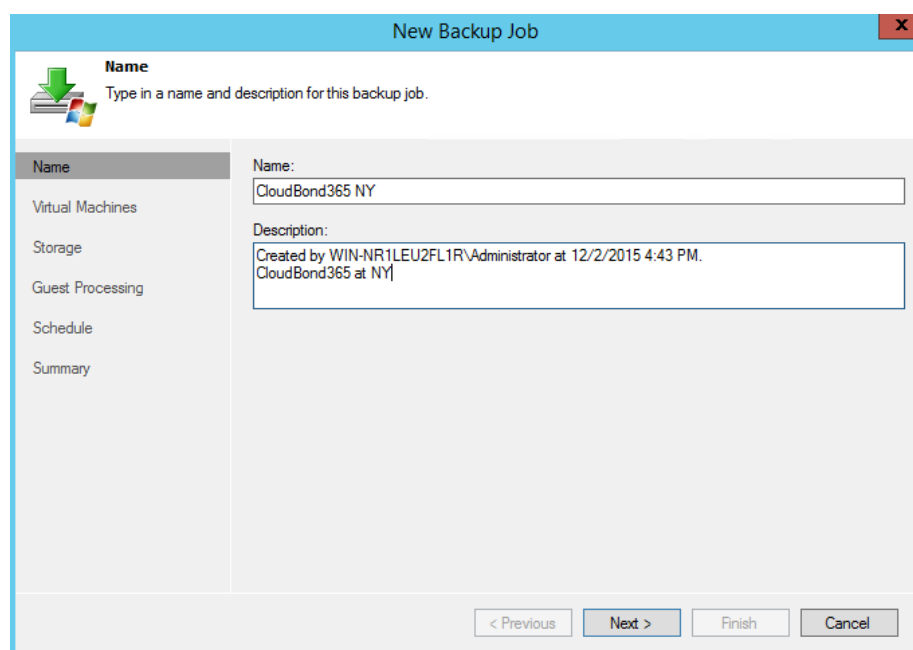 New Backup Job
x
Name
Type in a name and description for this backup job.
Name
Virtual Machines
Storage
Guest Processing
Schedule
Summary
Name:
CloudBond365 NY
Description:
Created by WIN-NR1LEU2FL1R\Administrator at 12/2/2015 4:43 PM.
CloudBond365 at NY
< Previous
Next >
Finish
Cancel